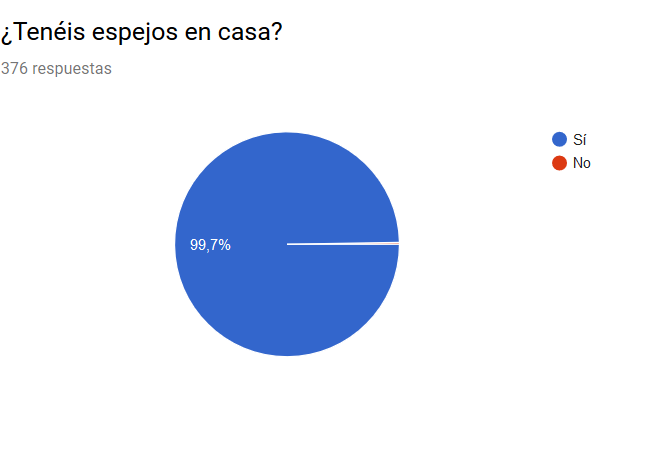 ¿Tenéis espejos en casa?
376 respuestas
Sí
No
99,7%